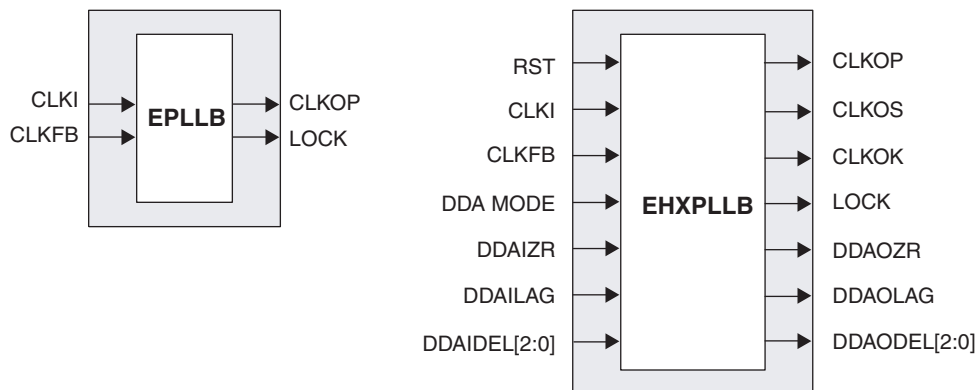 CLKI
CLKFB
EPLLB
CLKOP
LOCK
RST
CLKI
CLKFB
DDA MODE
DDAIZR
DDAILAG
DDAIDEL[2:0]
EHXPLLB
CLKOP
CLKOS
CLKOK
LOCK
DDAOZR
DDAOLAG
DDAODEL[2:0]